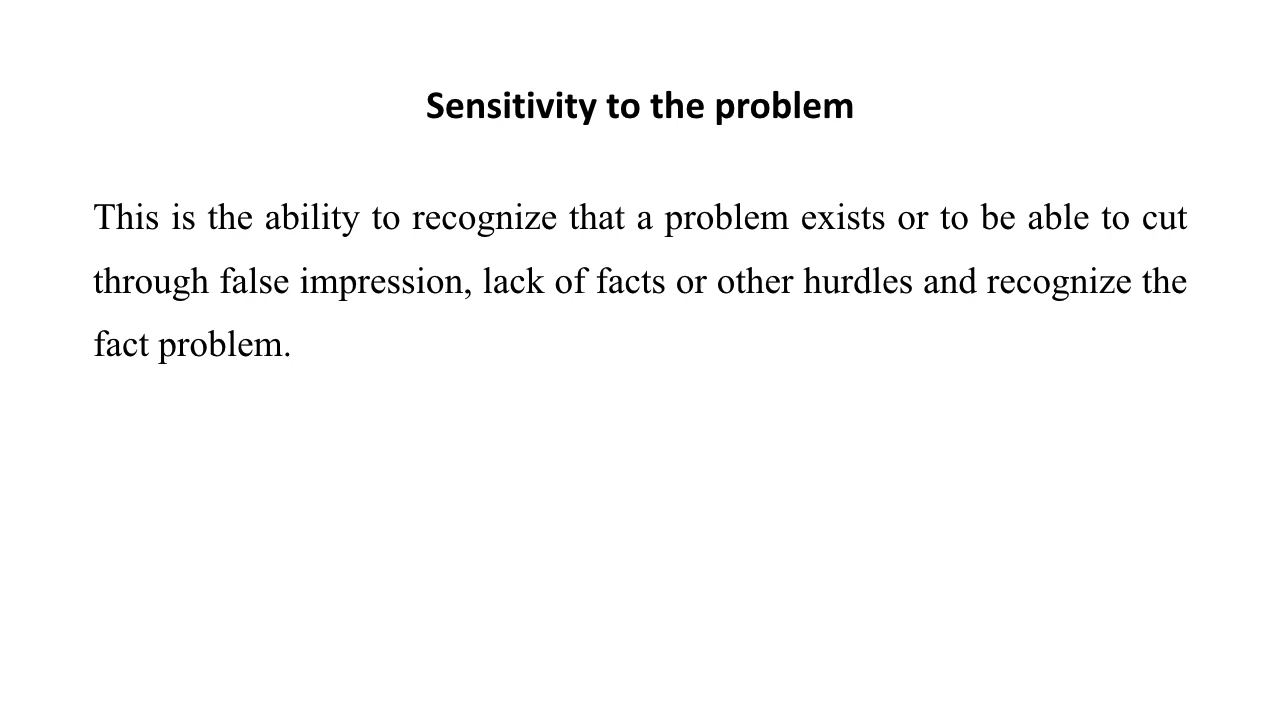 Sensitivity to the problem
This is the ability to recognize that a problem exists or to be able to cut
through false impression, lack of facts or other hurdles and recognize the
fact problem.